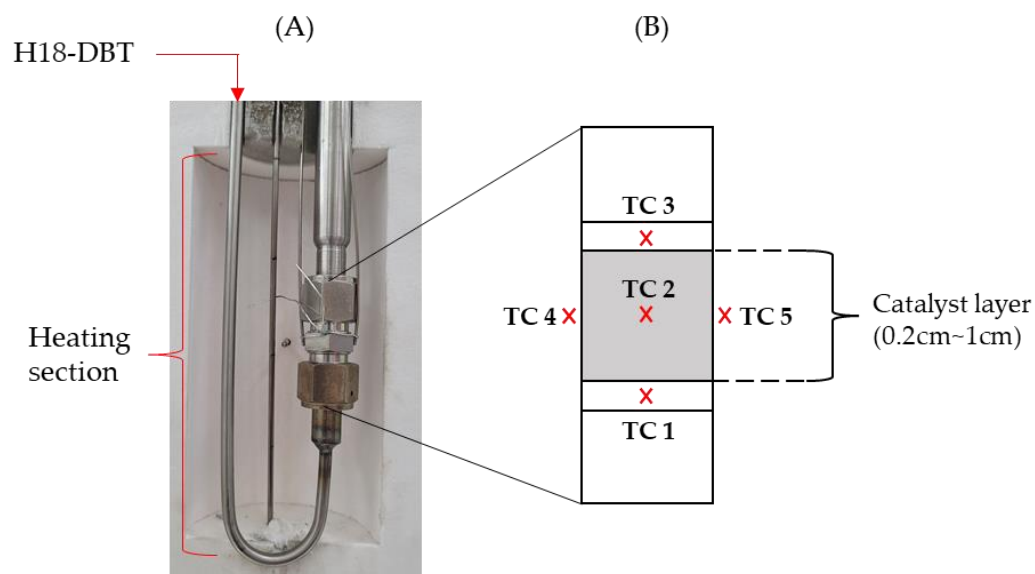 (A)
(B)
H18-DBT
Heating
section
TC 3
TC 2
TC 4
TC 5
TC 1
Catalyst layer
(0.2cm~1cm)